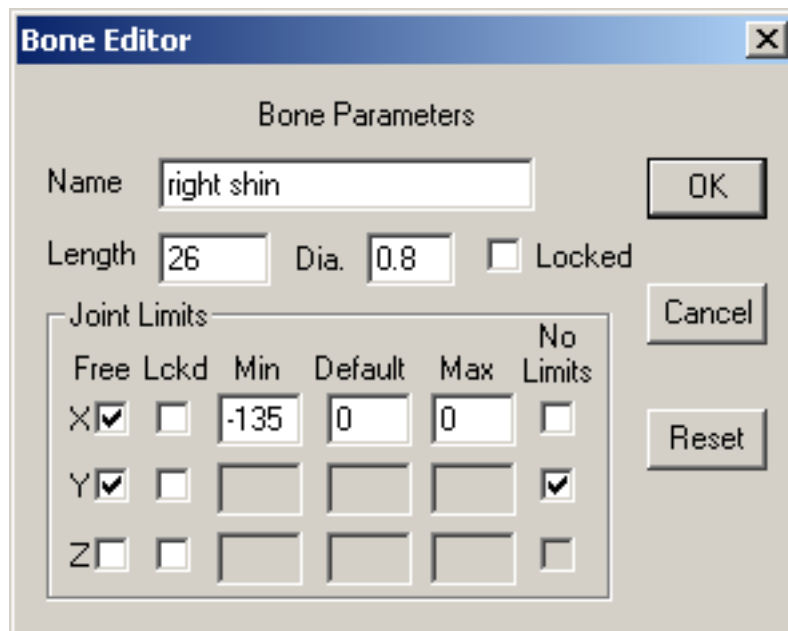 Bone Editor
Bone Parameters
Name right shin OK
Length 26 Dia. 0.8 Locked
Joint Limits Cancel
Free Lckd Min Default Max No Limits
X -135 0 0
Reset
Y
Z